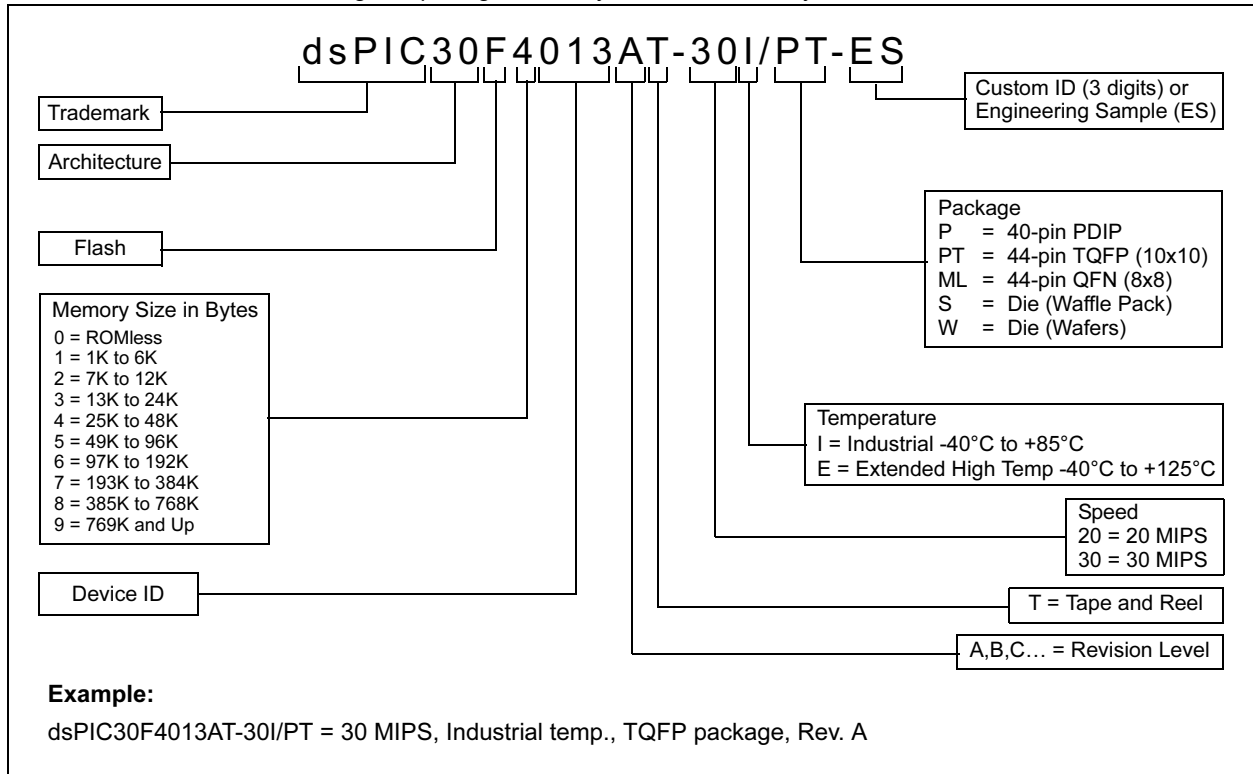 dsPIC30F4013AT-30I/PT-ES
Trademark
Architecture
Flash
Memory Size in Bytes
0 = ROMless
1 = 1K to 6K
2 = 7K to 12K
3 = 13K to 24K
4 = 25K to 48K
5 = 49K to 96K
6 = 97K to 192K
7 = 193K to 384K
8 = 385K to 768K
9 = 769K and Up
Device ID
Custom ID (3 digits) or
Engineering Sample (ES)
Package
P = 40-pin PDIP
PT = 44-pin TQFP (10x10)
ML = 44-pin QFN (8x8)
S = Die (Waffle Pack)
W = Die (Wafers)
Temperature
I = Industrial -40°C to +85°C
E = Extended High Temp -40°C to +125°C
Speed
20 = 20 MIPS
30 = 30 MIPS
T = Tape and Reel
A,B,C… = Revision Level
Example:
dsPIC30F4013AT-30I/PT = 30 MIPS, Industrial temp., TQFP package, Rev. A